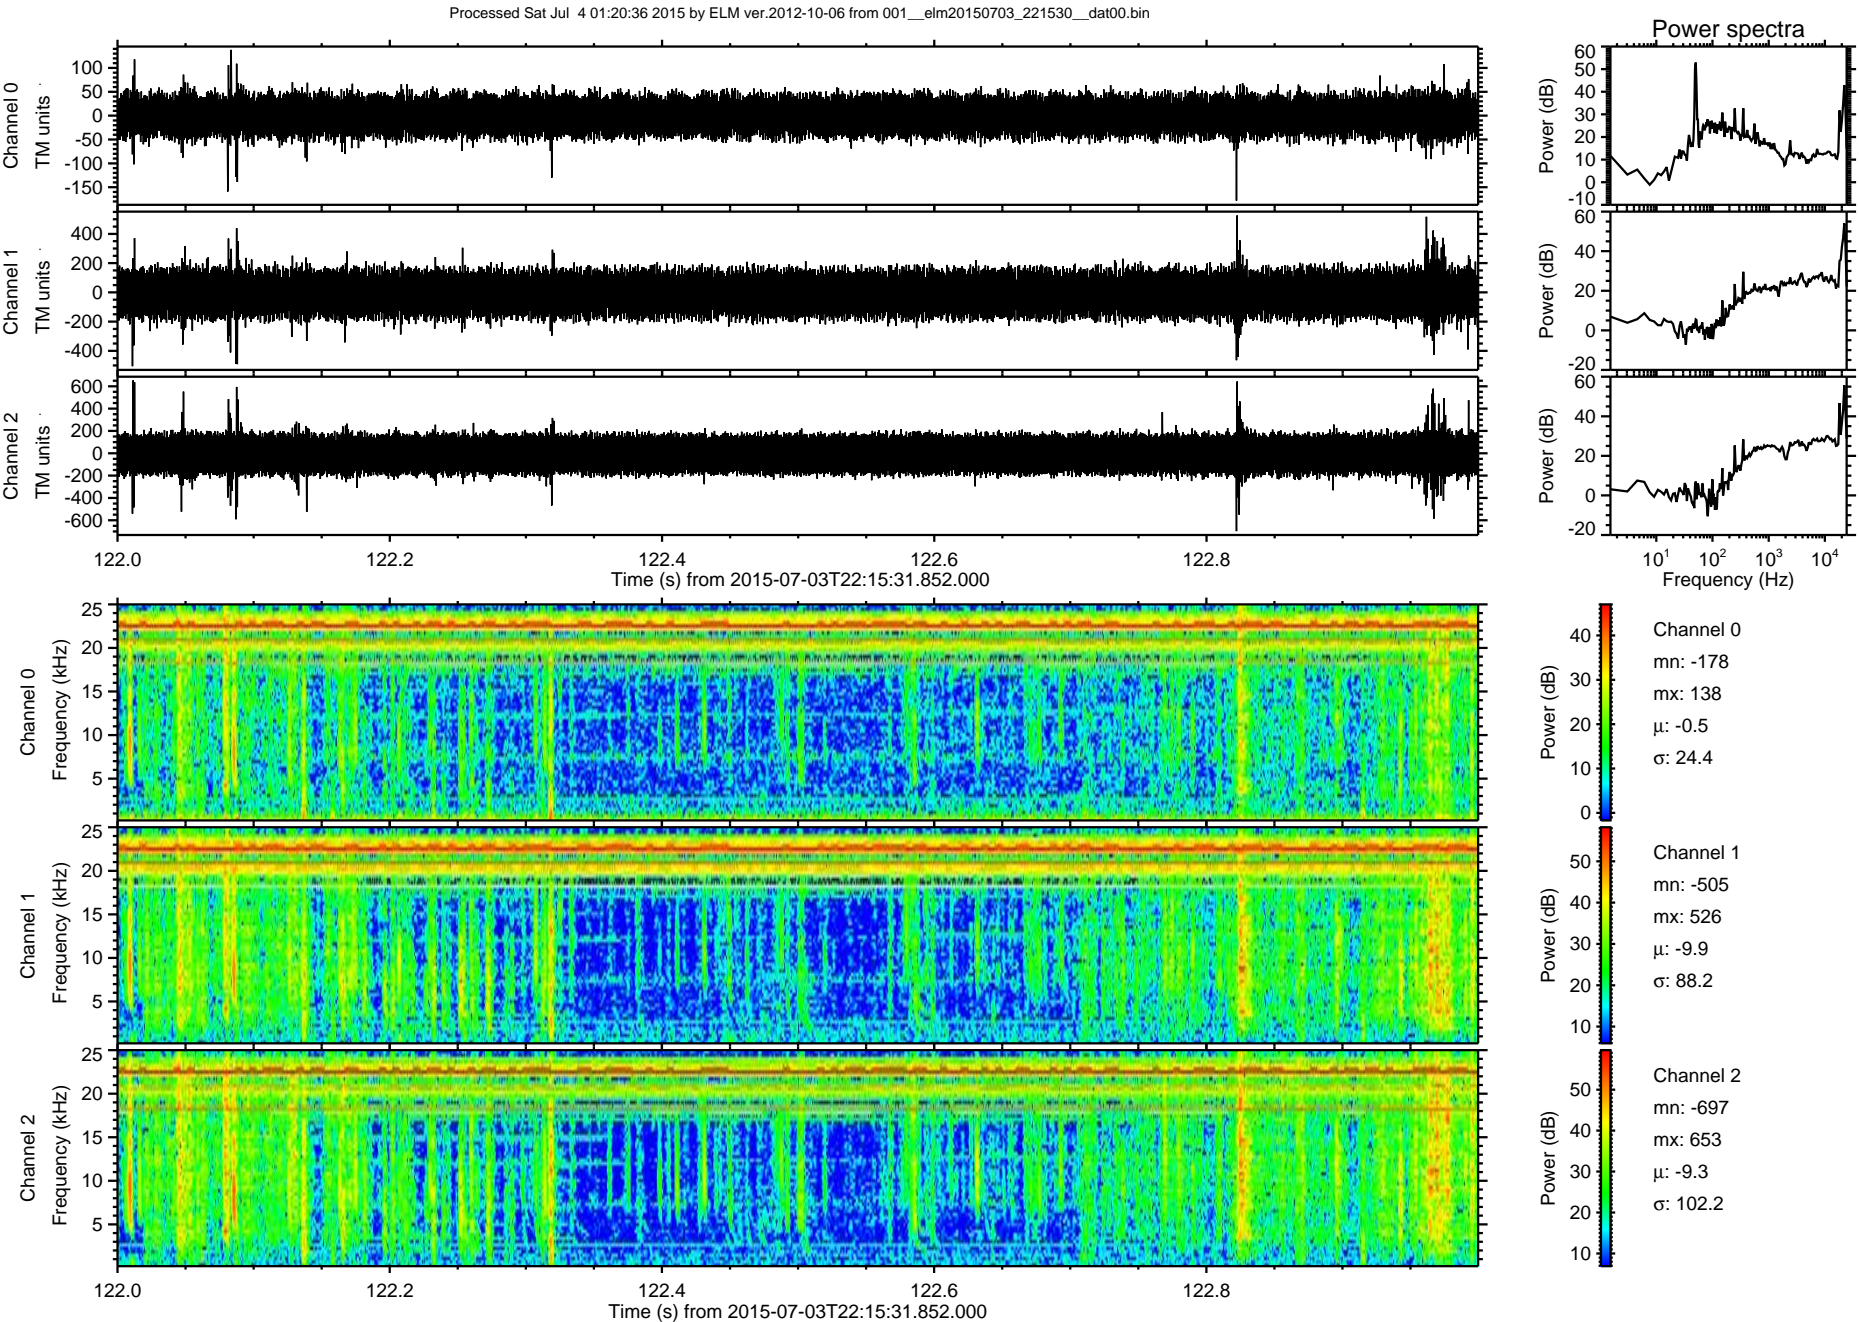 Processed Sat Jul  4 01:20:36 2015 by ELM ver.2012-10-06 from 001__elm20150703_221530__dat00.bin
Power spectra
Channel 0
TM units
100
50
0
-50
-100
-150
Power (dB)
60
50
40
30
20
10
0
-10
Channel 1
TM units
400
200
0
-200
-400
Power (dB)
60
40
20
0
-20
Channel 2
TM units
600
400
200
0
-200
-400
-600
Power (dB)
60
40
20
0
-20
122.0 122.2 122.4 122.6 122.8
Time (s) from 2015-07-03T22:15:31.852.000
10¹ 10² 10³ 10⁴
Frequency (Hz)
Channel 0
Frequency (kHz)
25
20
15
10
5
Power (dB)
40
30
20
10
0
Channel 0
mn: -178
mx: 138
μ: -0.5
σ: 24.4
Channel 1
Frequency (kHz)
25
20
15
10
5
Power (dB)
50
40
30
20
10
Channel 1
mn: -505
mx: 526
μ: -9.9
σ: 88.2
Channel 2
Frequency (kHz)
25
20
15
10
5
Power (dB)
50
40
30
20
10
Channel 2
mn: -697
mx: 653
μ: -9.3
σ: 102.2
122.0 122.2 122.4 122.6 122.8
Time (s) from 2015-07-03T22:15:31.852.000